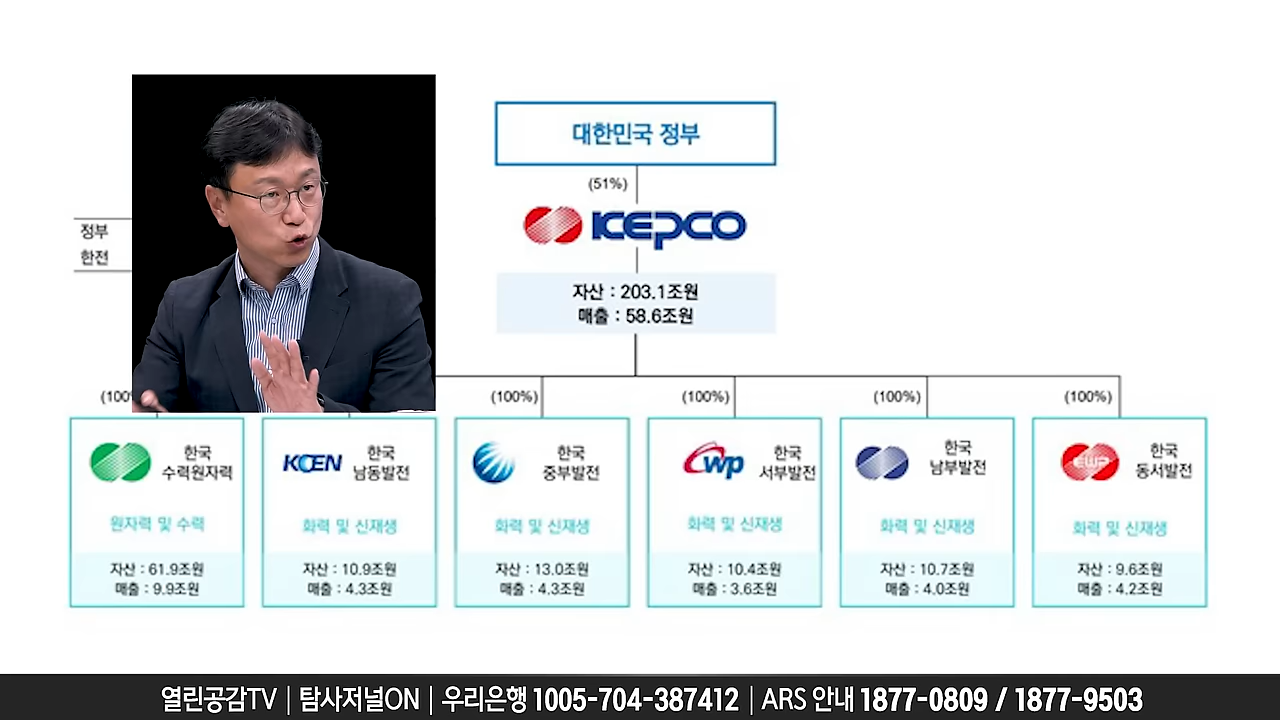 대한민국 정부
(51%)
KEPCO
정부
한전
자산 : 203.1조원
매출 : 58.6조원
(100%)
(100%)
(100%)
(100%)
한국
수력원자력
원자력 및 수력
자산 : 61.9조원
매출 : 9.9조원
KOEN
한국
남동발전
화력 및 신재생
자산 : 10.9조원
매출 : 4.3조원
한국
중부발전
화력 및 신재생
자산 : 13.0조원
매출 : 4.3조원
wp
한국
서부발전
화력 및 신재생
자산 : 10.4조원
매출 : 3.6조원
한국
남부발전
화력 및 신재생
자산 : 10.7조원
매출 : 4.0조원
EWP
한국
동서발전
화력 및 신재생
자산 : 9.6조원
매출 : 4.2조원
열린공감TV | 탐사저널ON | 우리은행 1005-704-387412 | ARS 안내 1877-0809 / 1877-9503